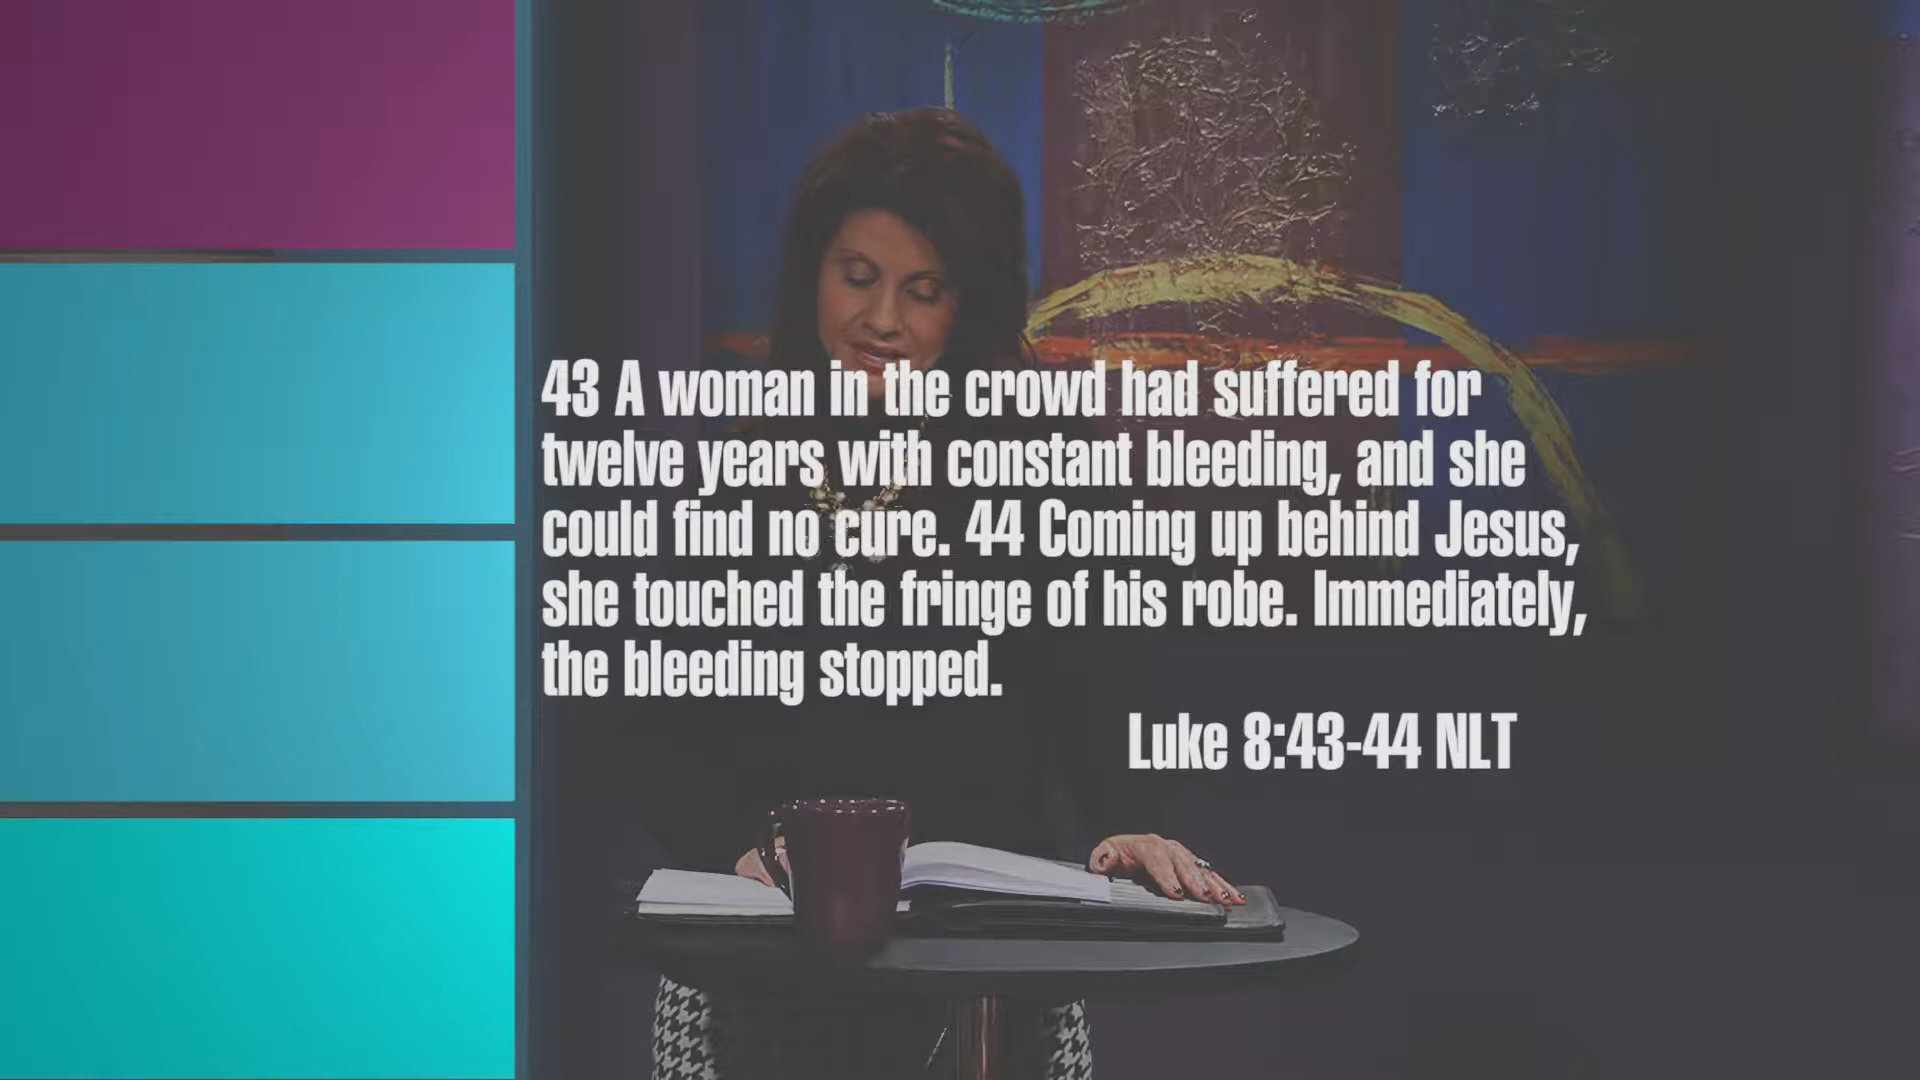 43 A woman in the crowd had suffered for
twelve years with constant bleeding, and she
could find no cure. 44 Coming up behind Jesus,
she touched the fringe of his robe. Immediately,
the bleeding stopped.
Luke 8:43-44 NLT